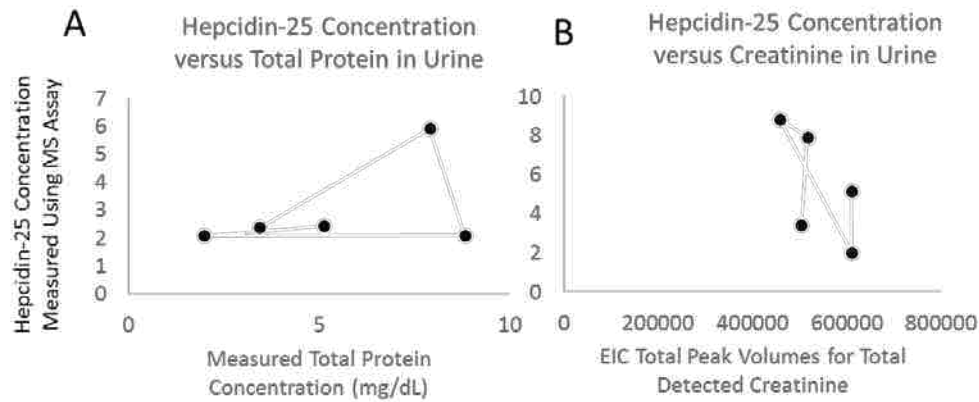 A
Hepcidin-25 Concentration
versus Total Protein in Urine
Hepcidin-25 Concentration
Measured Using MS Assay
7
6
5
4
3
2
1
0
0 5 10
Measured Total Protein
Concentration (mg/dL)
B
Hepcidin-25 Concentration
versus Creatinine in Urine
10
8
6
4
2
0
0 200000 400000 600000 800000
EIC Total Peak Volumes for Total
Detected Creatinine